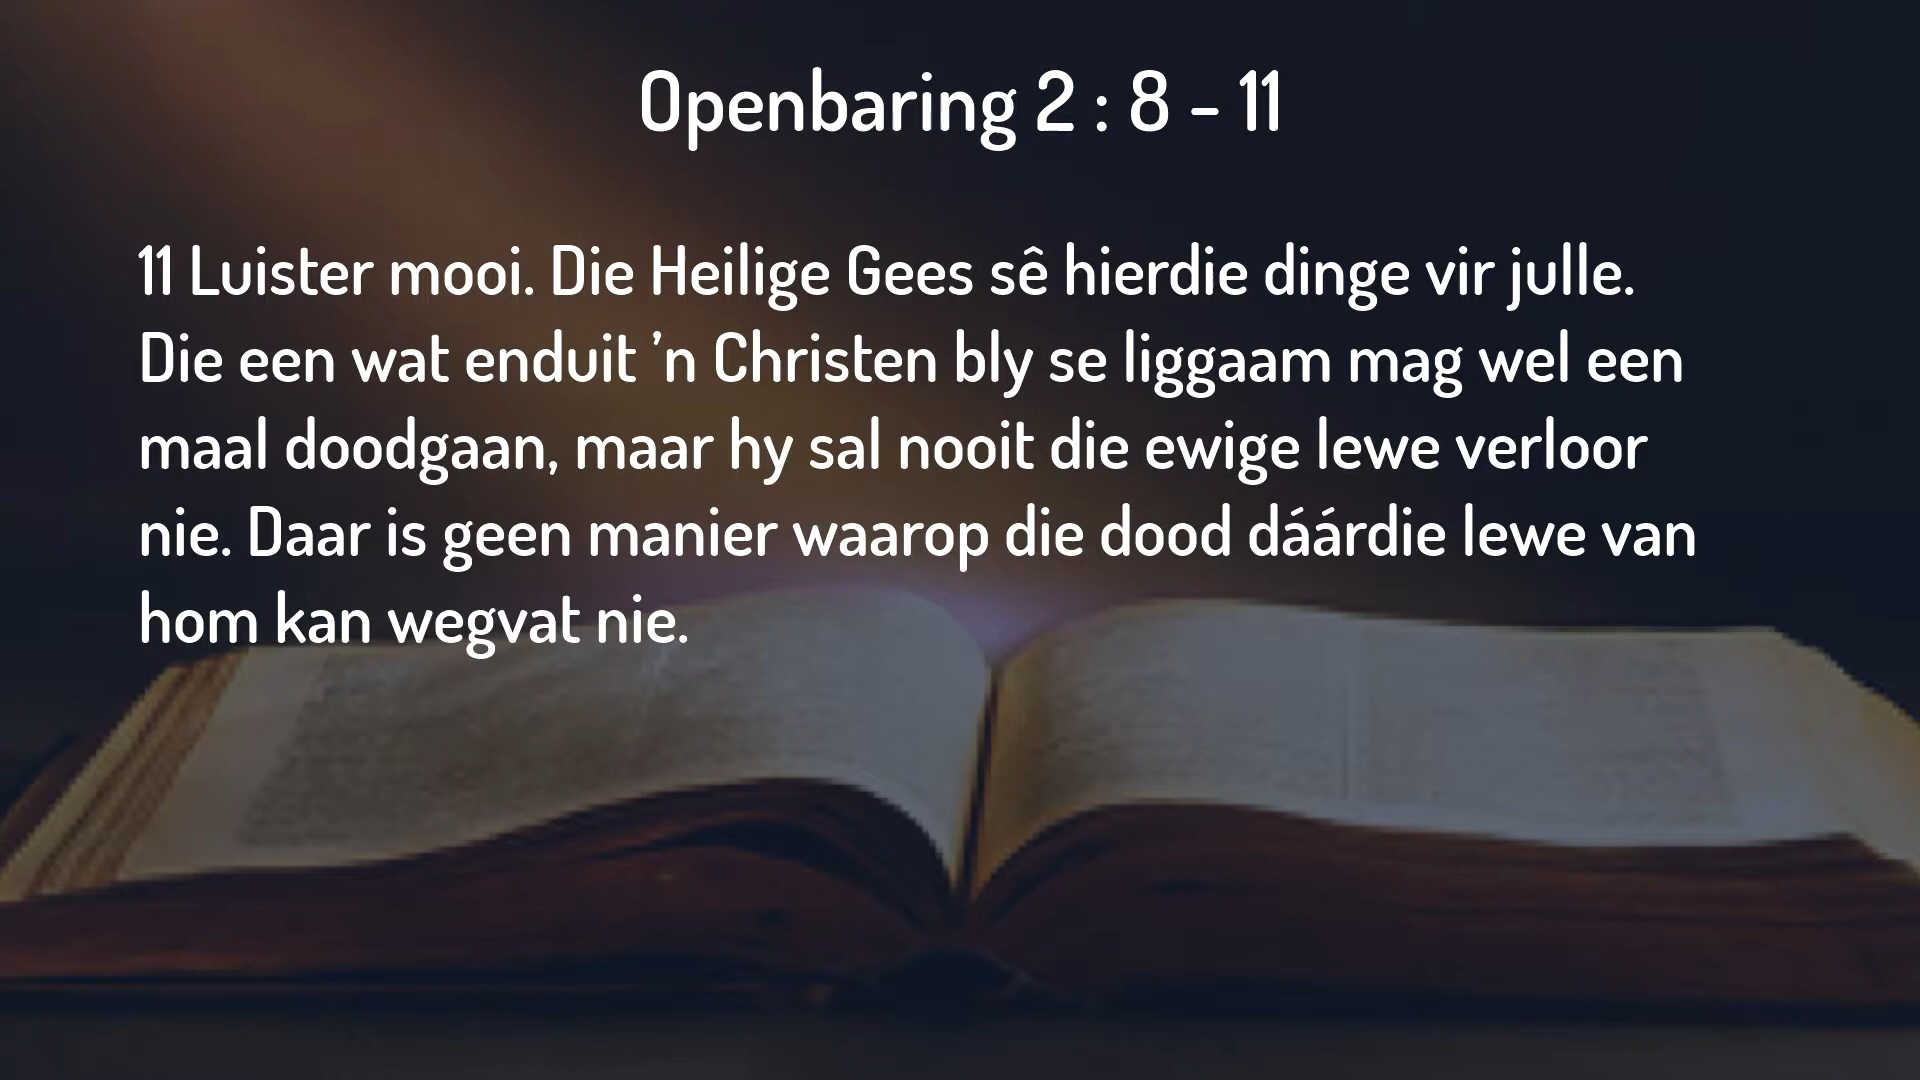 Openbaring 2 : 8 – 11
11 Luister mooi. Die Heilige Gees sê hierdie dinge vir julle.
Die een wat enduit ’n Christen bly se liggaam mag wel een
maal doodgaan, maar hy sal nooit die ewige lewe verloor
nie. Daar is geen manier waarop die dood dáárdie lewe van
hom kan wegvat nie.